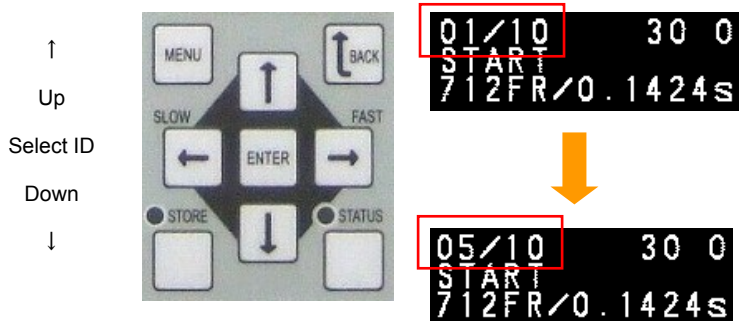 ↑
Up
Select ID
Down
↓
MENU
BACK
SLOW
FAST
ENTER
STORE
STATUS
01/10 30 0
START
712FR/0.1424s
05/10 30 0
START
712FR/0.1424s